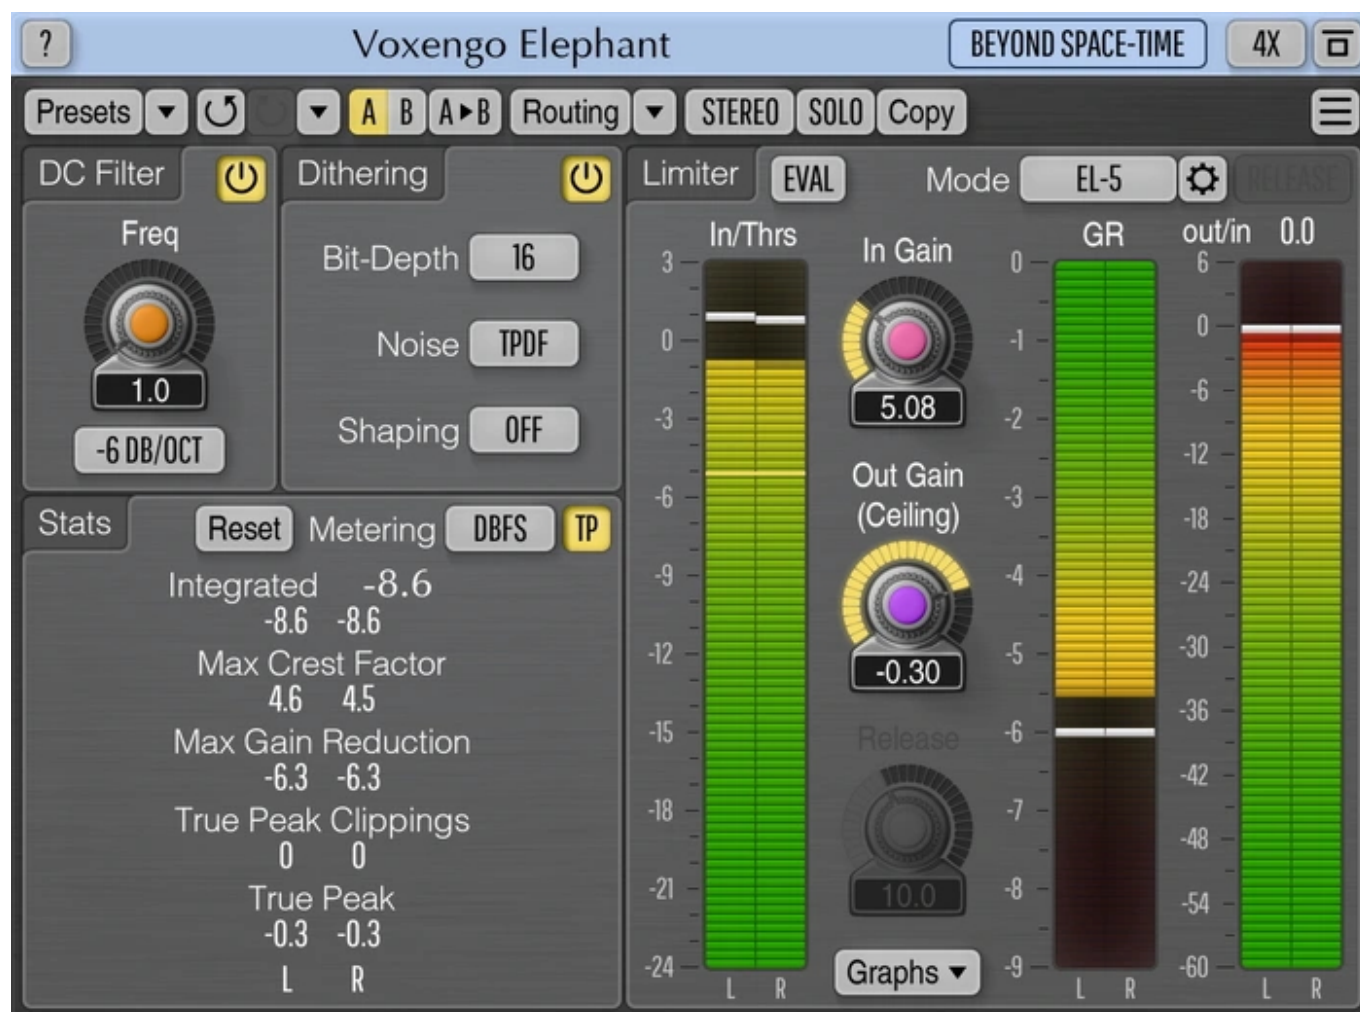 ? Voxengo Elephant BEYOND SPACE-TIME 4X
Presets A B A▸B Routing STEREO SOLO Copy
DC Filter
Freq
1.0
-6 DB/OCT
Dithering
Bit-Depth 16
Noise TPDF
Shaping OFF
Stats Reset Metering DBFS TP
Integrated -8.6
-8.6 -8.6
Max Crest Factor
4.6 4.5
Max Gain Reduction
-6.3 -6.3
True Peak Clippings
0 0
True Peak
-0.3 -0.3
L R
Limiter EVAL Mode EL-5 RELEASE
In/Thrs
3
0
-3
-6
-9
-12
-15
-18
-21
-24
L R
In Gain
5.08
Out Gain
(Ceiling)
-0.30
Release
10.0
Graphs
GR
0
-1
-2
-3
-4
-5
-6
-7
-8
-9
L R
out/in 0.0
6
0
-6
-12
-18
-24
-30
-36
-42
-48
-54
-60
L R